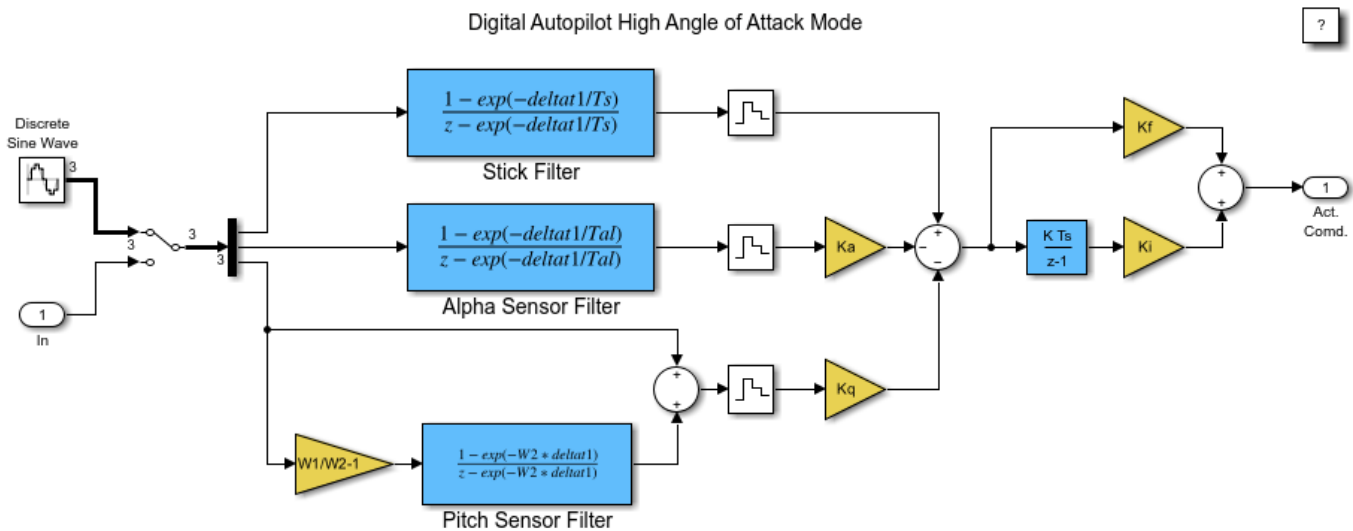 Digital Autopilot High Angle of Attack Mode
?
Discrete
Sine Wave
3
3
3
3
1
In
1 − exp(−deltat1/Ts)
z − exp(−deltat1/Ts)
Stick Filter
1 − exp(−deltat1/Tal)
z − exp(−deltat1/Tal)
Alpha Sensor Filter
Ka
W1/W2-1
1 − exp(−W2 * deltat1)
z − exp(−W2 * deltat1)
Pitch Sensor Filter
+
+
Kq
+
−
−
Kf
K Ts
z-1
Ki
+
+
1
Act.
Comd.